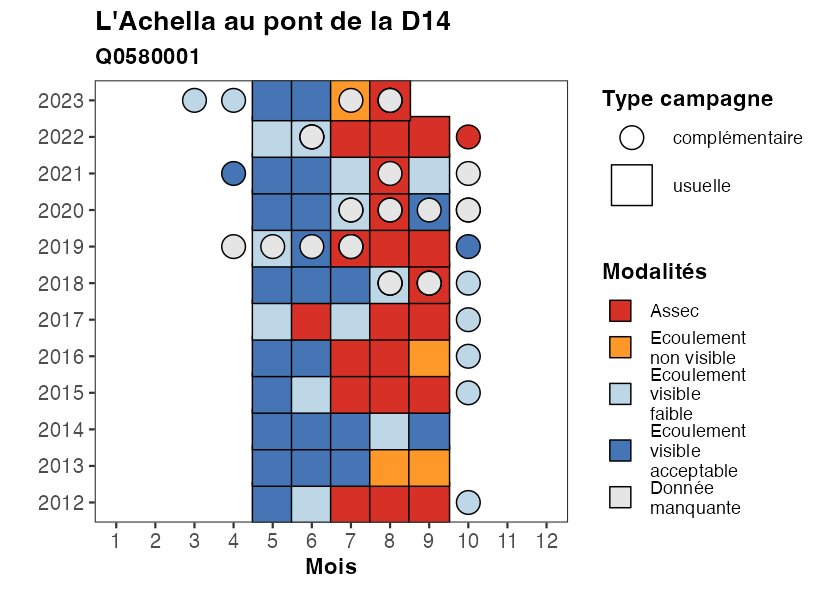 L'Achella au pont de la D14
Q0580001
2023
2022
2021
2020
2019
2018
2017
2016
2015
2014
2013
2012
1 2 3 4 5 6 7 8 9 10 11 12
Mois
Type campagne
complémentaire
usuelle
Modalités
Assec
Ecoulement
non visible
Ecoulement
visible
faible
Ecoulement
visible
acceptable
Donnée
manquante